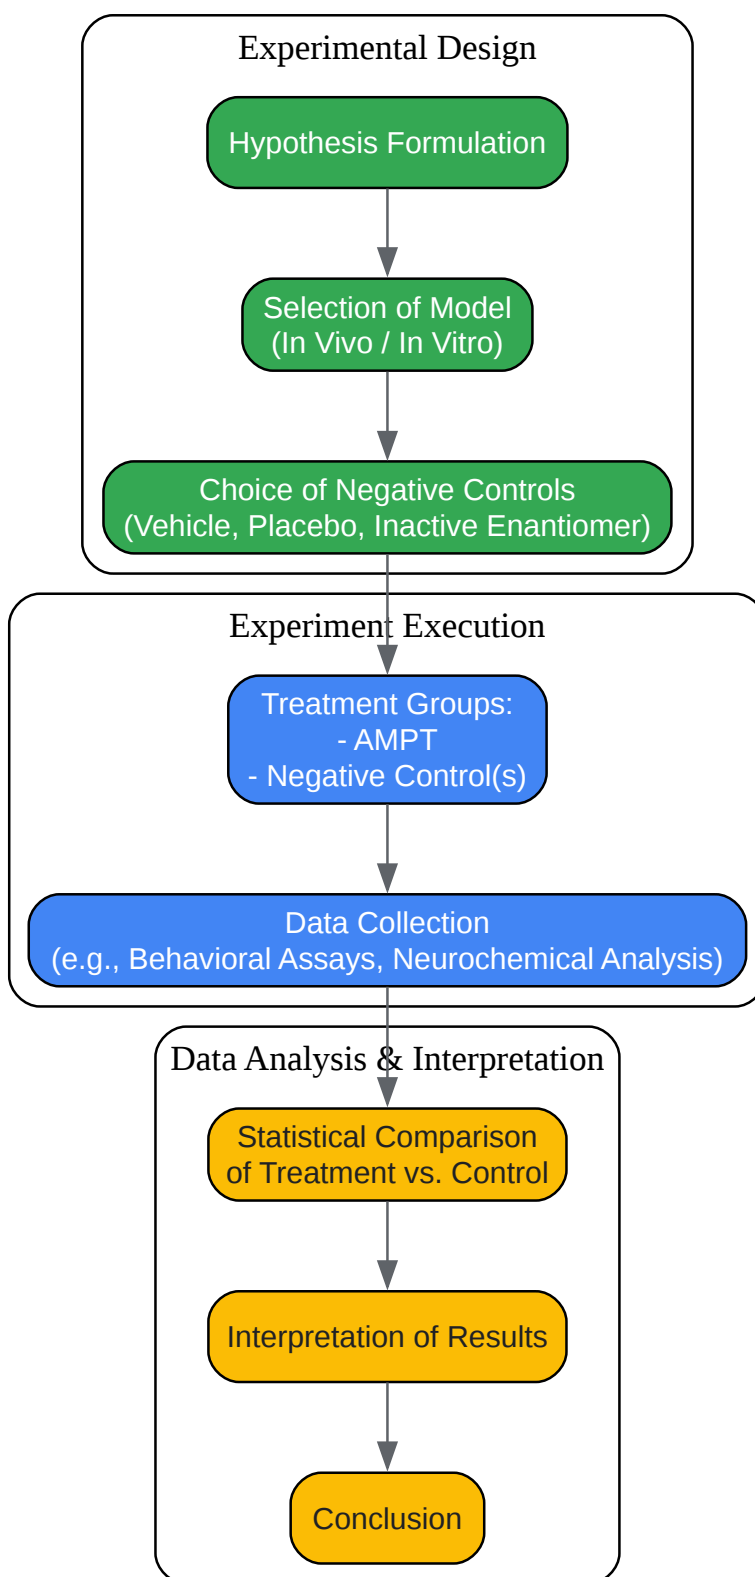 Experimental Design
Hypothesis Formulation
Selection of Model
(In Vivo / In Vitro)
Choice of Negative Controls
(Vehicle, Placebo, Inactive Enantiomer)
Experiment Execution
Treatment Groups:
- AMPT
- Negative Control(s)
Data Collection
(e.g., Behavioral Assays, Neurochemical Analysis)
Data Analysis & Interpretation
Statistical Comparison
of Treatment vs. Control
Interpretation of Results
Conclusion